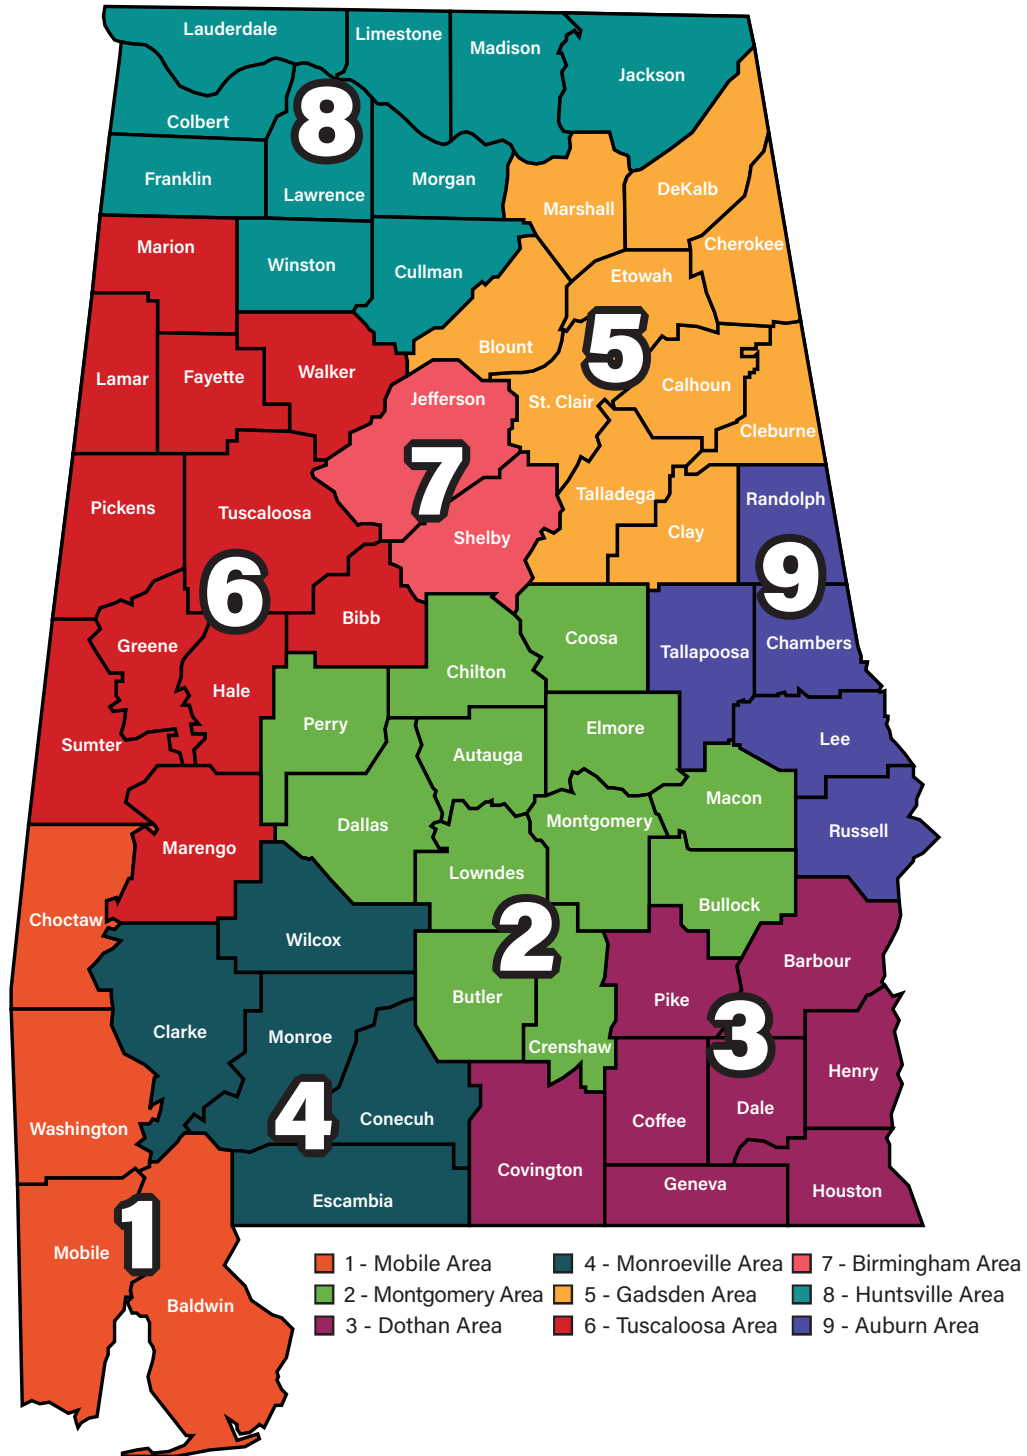 Lauderdale
Limestone
Madison
Jackson
8
Colbert
Franklin
Lawrence
Morgan
Marshall
DeKalb
Cherokee
Marion
Winston
Cullman
Etowah
5
Blount
Lamar
Fayette
Walker
Jefferson
St. Clair
Calhoun
Cleburne
7
Pickens
Tuscaloosa
Shelby
Talladega
Clay
Randolph
9
6
Greene
Bibb
Hale
Chilton
Coosa
Tallapoosa
Chambers
Sumter
Perry
Autauga
Elmore
Lee
Marengo
Dallas
Montgomery
Macon
Russell
Lowndes
Bullock
Choctaw
Wilcox
2
Barbour
Clarke
Monroe
Butler
Crenshaw
Pike
3
Henry
4
Washington
Conecuh
Coffee
Dale
Escambia
Covington
Geneva
Houston
1
Mobile
Baldwin
1 - Mobile Area
2 - Montgomery Area
3 - Dothan Area
4 - Monroeville Area
5 - Gadsden Area
6 - Tuscaloosa Area
7 - Birmingham Area
8 - Huntsville Area
9 - Auburn Area